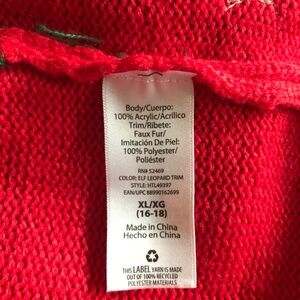 Body/Cuerpo:
100% Acrylic/Acrílico
Trim/Ribete:
Faux Fur/
Imitación De Piel:
100% Polyester/
Poliéster
RN# 52469
COLOR: ELF LEOPARD TRIM
STYLE: HTL49397
EAN/UPC 88990162699
XL/XG
(16-18)
Made in China
Hecho en China
THIS LABEL YARN IS MADE
OUT OF 100% RECYCLED
POLYESTER MATERIALS